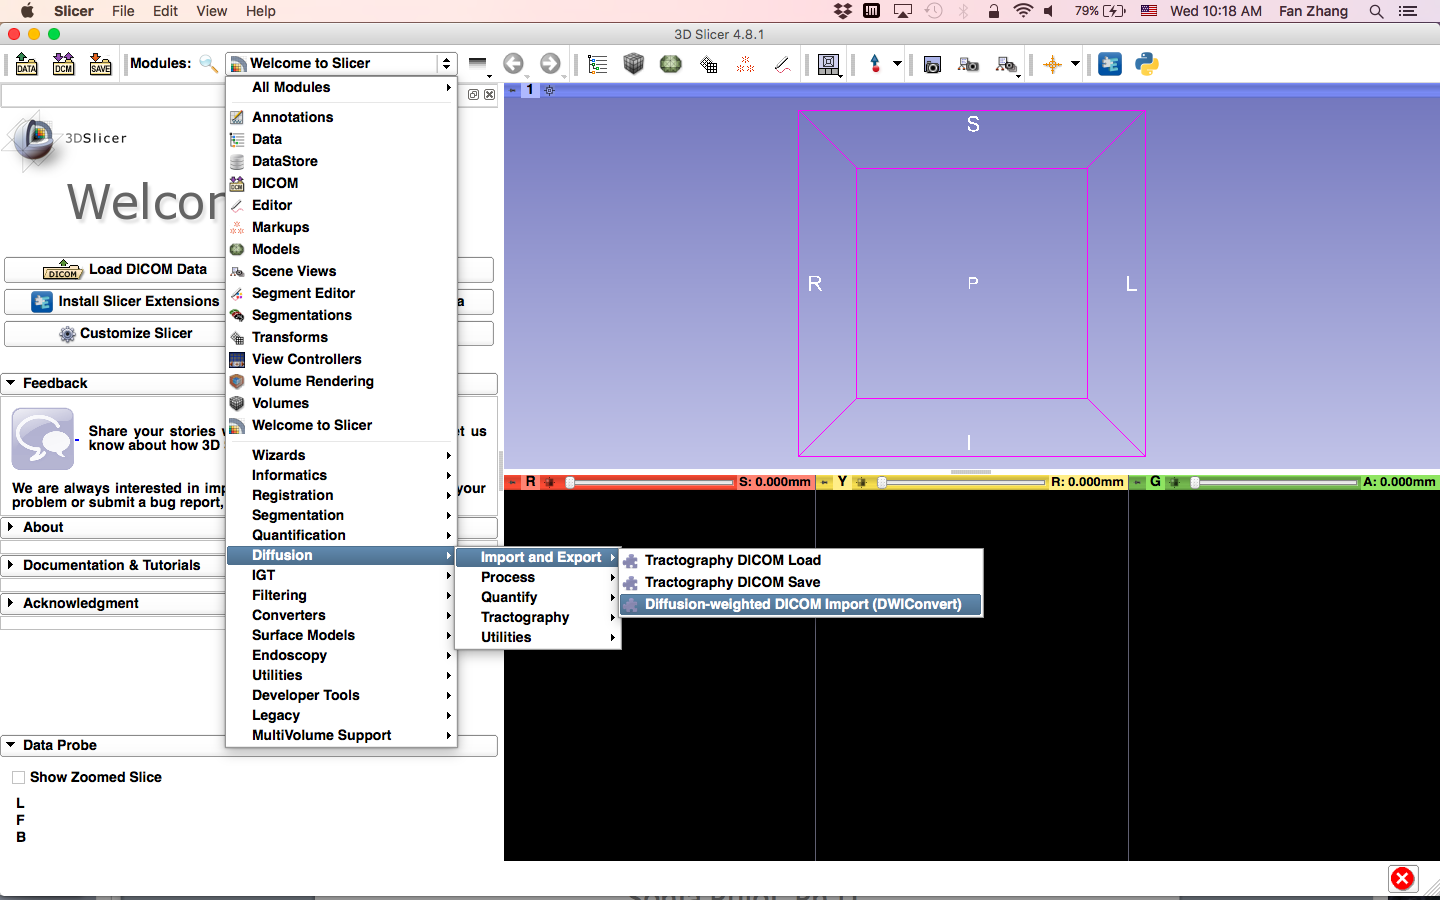 Slicer File Edit View Help 79% Wed 10:18 AM Fan Zhang
3D Slicer 4.8.1
DATA DCM SAVE Modules: Welcome to Slicer
All Modules
Annotations
Data
DataStore
DICOM
Editor
Markups
Models
Scene Views
Segment Editor
Segmentations
Transforms
View Controllers
Volume Rendering
Volumes
Welcome to Slicer
Wizards
Informatics
Registration
Segmentation
Quantification
Diffusion
IGT
Filtering
Converters
Surface Models
Endoscopy
Utilities
Developer Tools
Legacy
MultiVolume Support
Import and Export
Process
Quantify
Tractography
Utilities
Tractography DICOM Load
Tractography DICOM Save
Diffusion-weighted DICOM Import (DWIConvert)
3DSlicer
Welcom
Load DICOM Data
Install Slicer Extensions a
Customize Slicer
Feedback
Share your stories us
know about how 3D
We are always interested in your
problem or submit a bug report,
About
Documentation & Tutorials
Acknowledgment
Data Probe
Show Zoomed Slice
L
F
B
1
S
R P L
I
R S: 0.000mm Y R: 0.000mm G A: 0.000mm